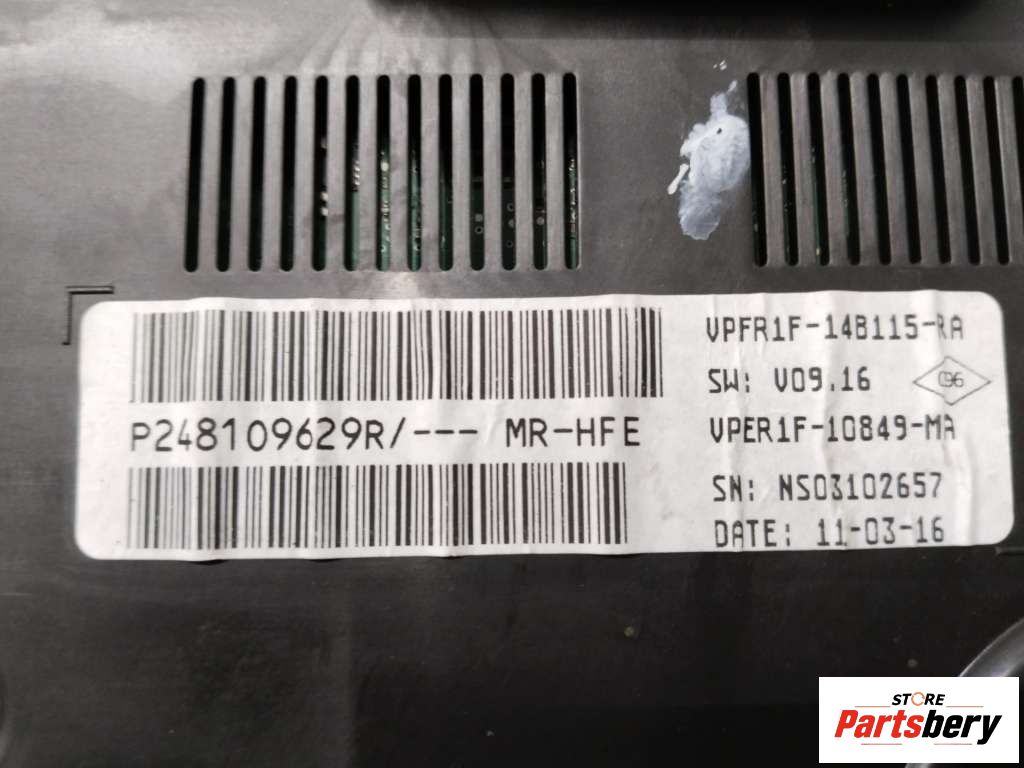 VPFR1F-14B115-RA
SW: V09.16
096
P248109629R/--- MR-HFE
VPER1F-10849-MA
SN: NS03102657
DATE: 11-03-16
STORE
Partsbery